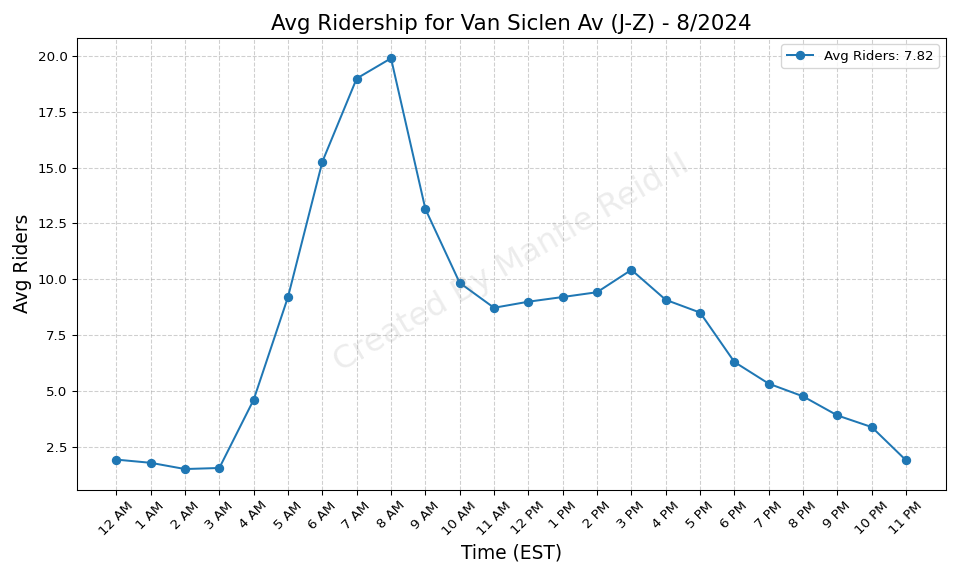 Avg Ridership for Van Siclen Av (J-Z) - 8/2024
Avg Riders: 7.82
20.0
17.5
15.0
12.5
10.0
7.5
5.0
2.5
Avg Riders
Created By Mantle Reid II
12 AM
1 AM
2 AM
3 AM
4 AM
5 AM
6 AM
7 AM
8 AM
9 AM
10 AM
11 AM
12 PM
1 PM
2 PM
3 PM
4 PM
5 PM
6 PM
7 PM
8 PM
9 PM
10 PM
11 PM
Time (EST)